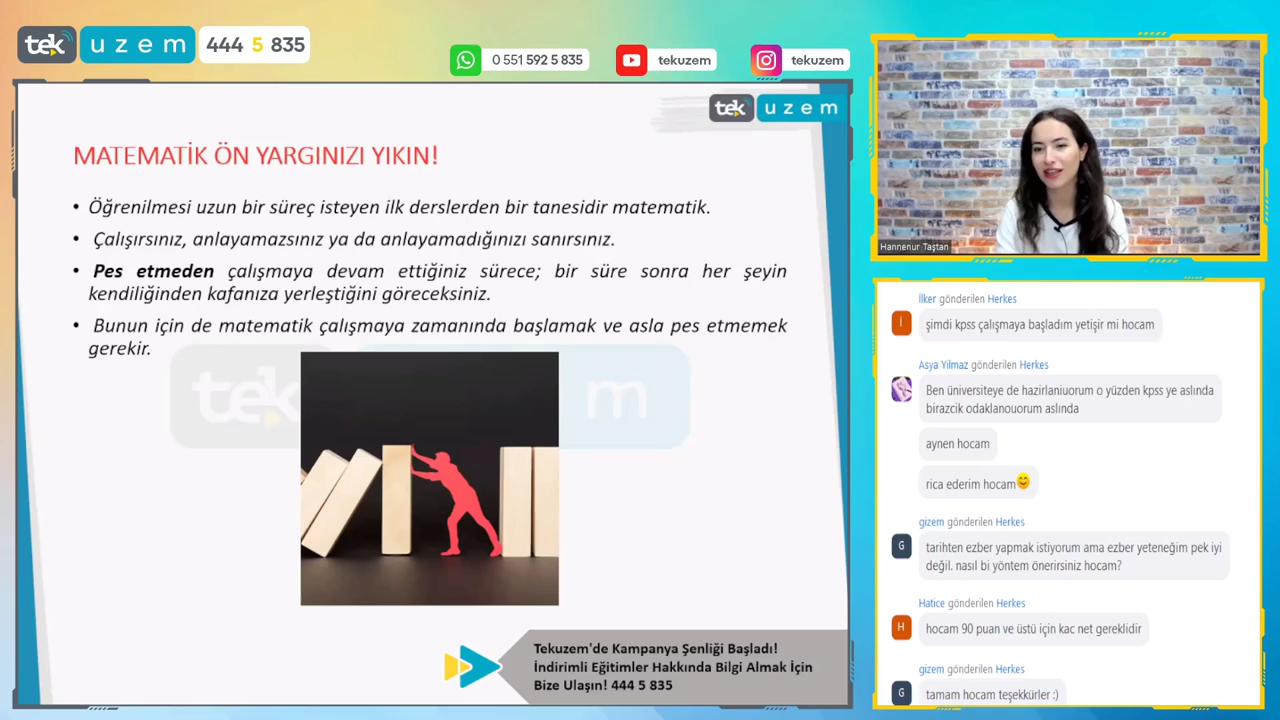 tek uzem 444 5 835
0 551 592 5 835
tekuzem
tekuzem
tek uzem
MATEMATİK ÖN YARGINIZI YIKIN!
• Öğrenilmesi uzun bir süreç isteyen ilk derslerden bir tanesidir matematik.
• Çalışırsınız, anlayamazsınız ya da anlayamadığınızı sanırsınız.
• Pes etmeden çalışmaya devam ettiğiniz sürece; bir süre sonra her şeyin
kendiliğinden kafanıza yerleştiğini göreceksiniz.
• Bunun için de matematik çalışmaya zamanında başlamak ve asla pes etmemek
gerekir.
tek m
Tekuzem'de Kampanya Şenliği Başladı!
İndirimli Eğitimler Hakkında Bilgi Almak İçin
Bize Ulaşın! 444 5 835
Hannenur Taştan
İlker gönderilen Herkes
İ
şimdi kpss çalışmaya başladım yetişir mi hocam
Asya Yilmaz gönderilen Herkes
Ben üniversiteye de hazirlaniuorum o yüzden kpss ye aslında
birazcik odaklanouorum aslında
aynen hocam
rica ederim hocam😊
gizem gönderilen Herkes
G
tarihten ezber yapmak istiyorum ama ezber yeteneğim pek iyi
değil. nasıl bi yöntem önerirsiniz hocam?
Hatice gönderilen Herkes
H
hocam 90 puan ve üstü için kac net gereklidir
gizem gönderilen Herkes
G
tamam hocam teşekkürler :)